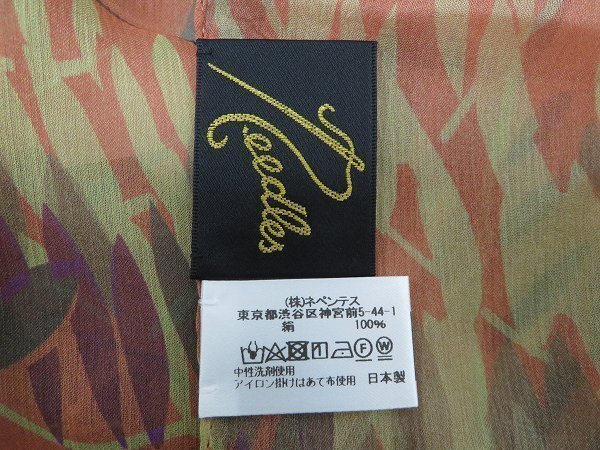 Needles
(株)ネペンテス
東京都渋谷区神宮前5-44-1
絹 100%
F W
中性洗剤使用
アイロン掛けはあて布使用 日本製